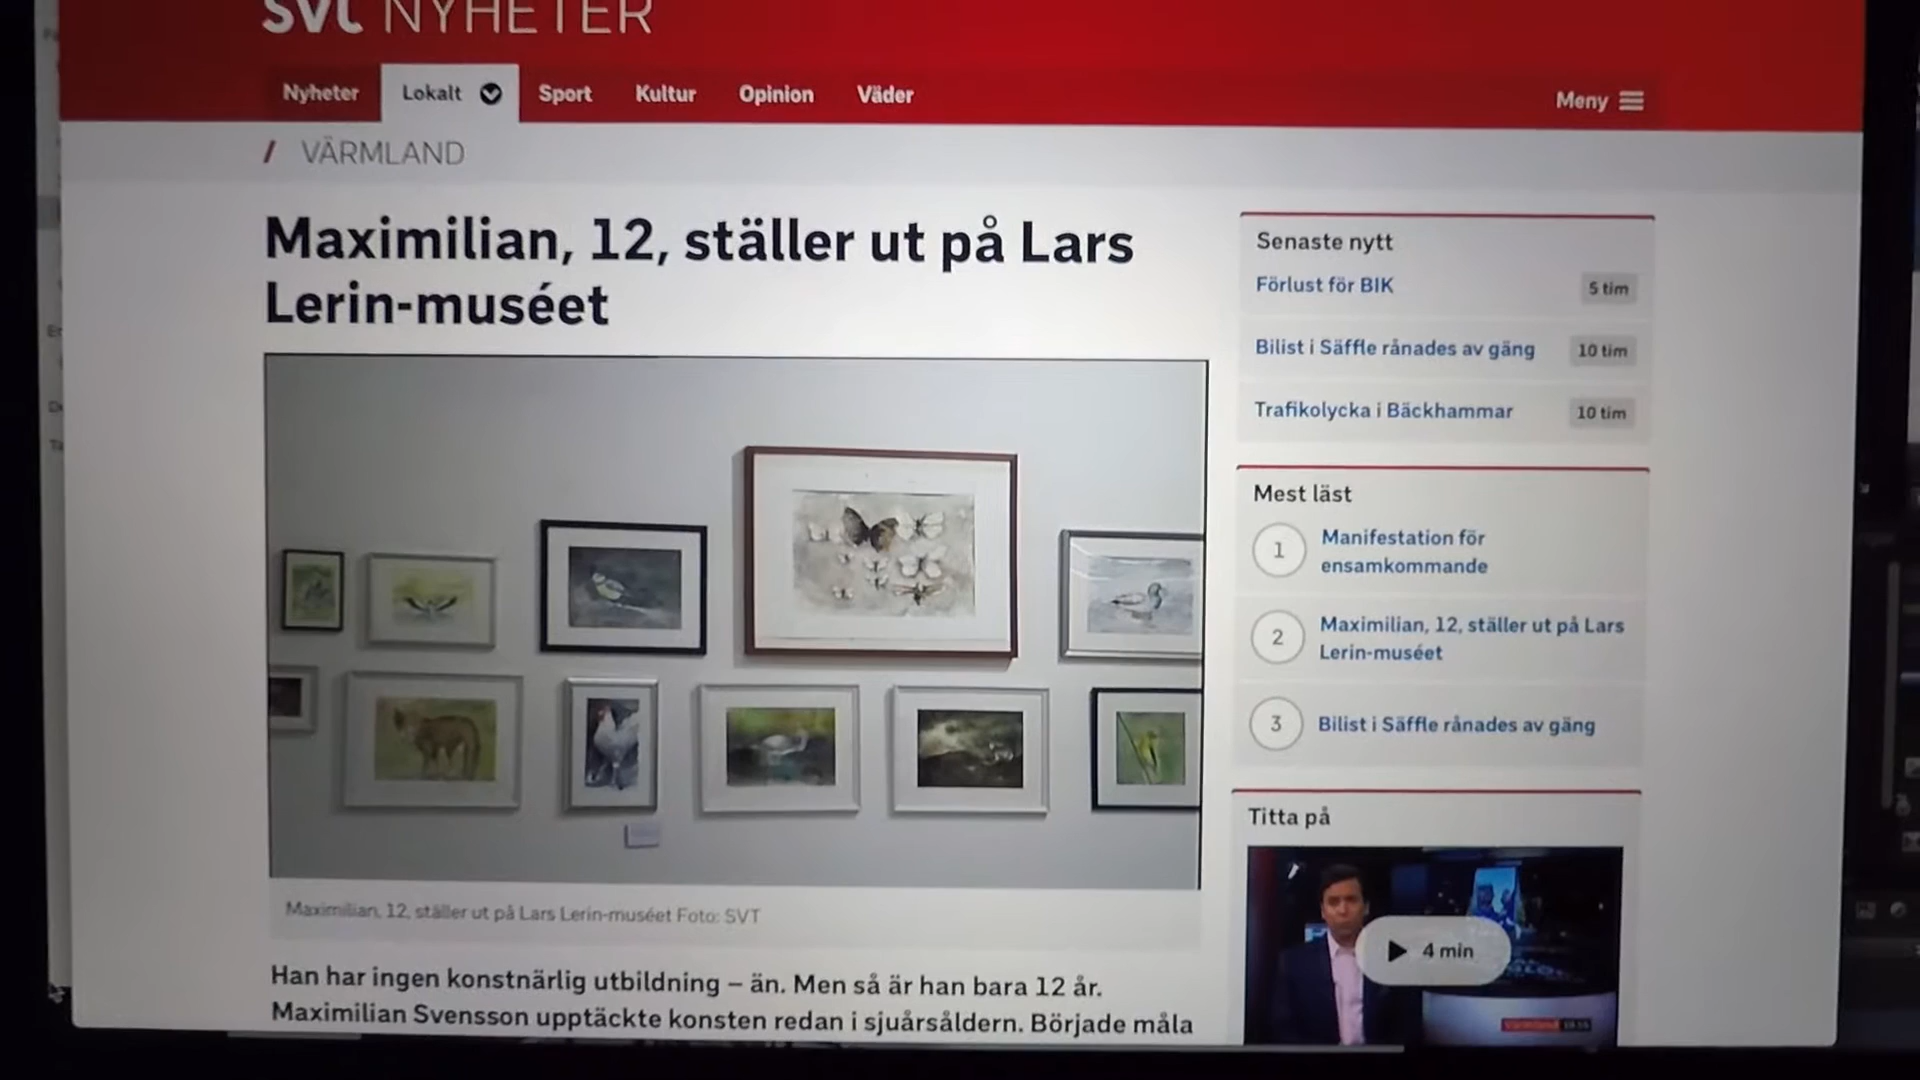 SVT NYHETER
Nyheter
Lokalt
Sport
Kultur
Opinion
Väder
Meny
/ VÄRMLAND
Maximilian, 12, ställer ut på Lars
Lerin-muséet
Maximilian, 12, ställer ut på Lars Lerin-muséet Foto: SVT
Han har ingen konstnärlig utbildning – än. Men så är han bara 12 år.
Maximilian Svensson upptäckte konsten redan i sjuårsåldern. Började måla
Senaste nytt
Förlust för BIK 5 tim
Bilist i Säffle rånades av gäng 10 tim
Trafikolycka i Bäckhammar 10 tim
Mest läst
1 Manifestation för
ensamkommande
2 Maximilian, 12, ställer ut på Lars
Lerin-muséet
3 Bilist i Säffle rånades av gäng
Titta på
4 min